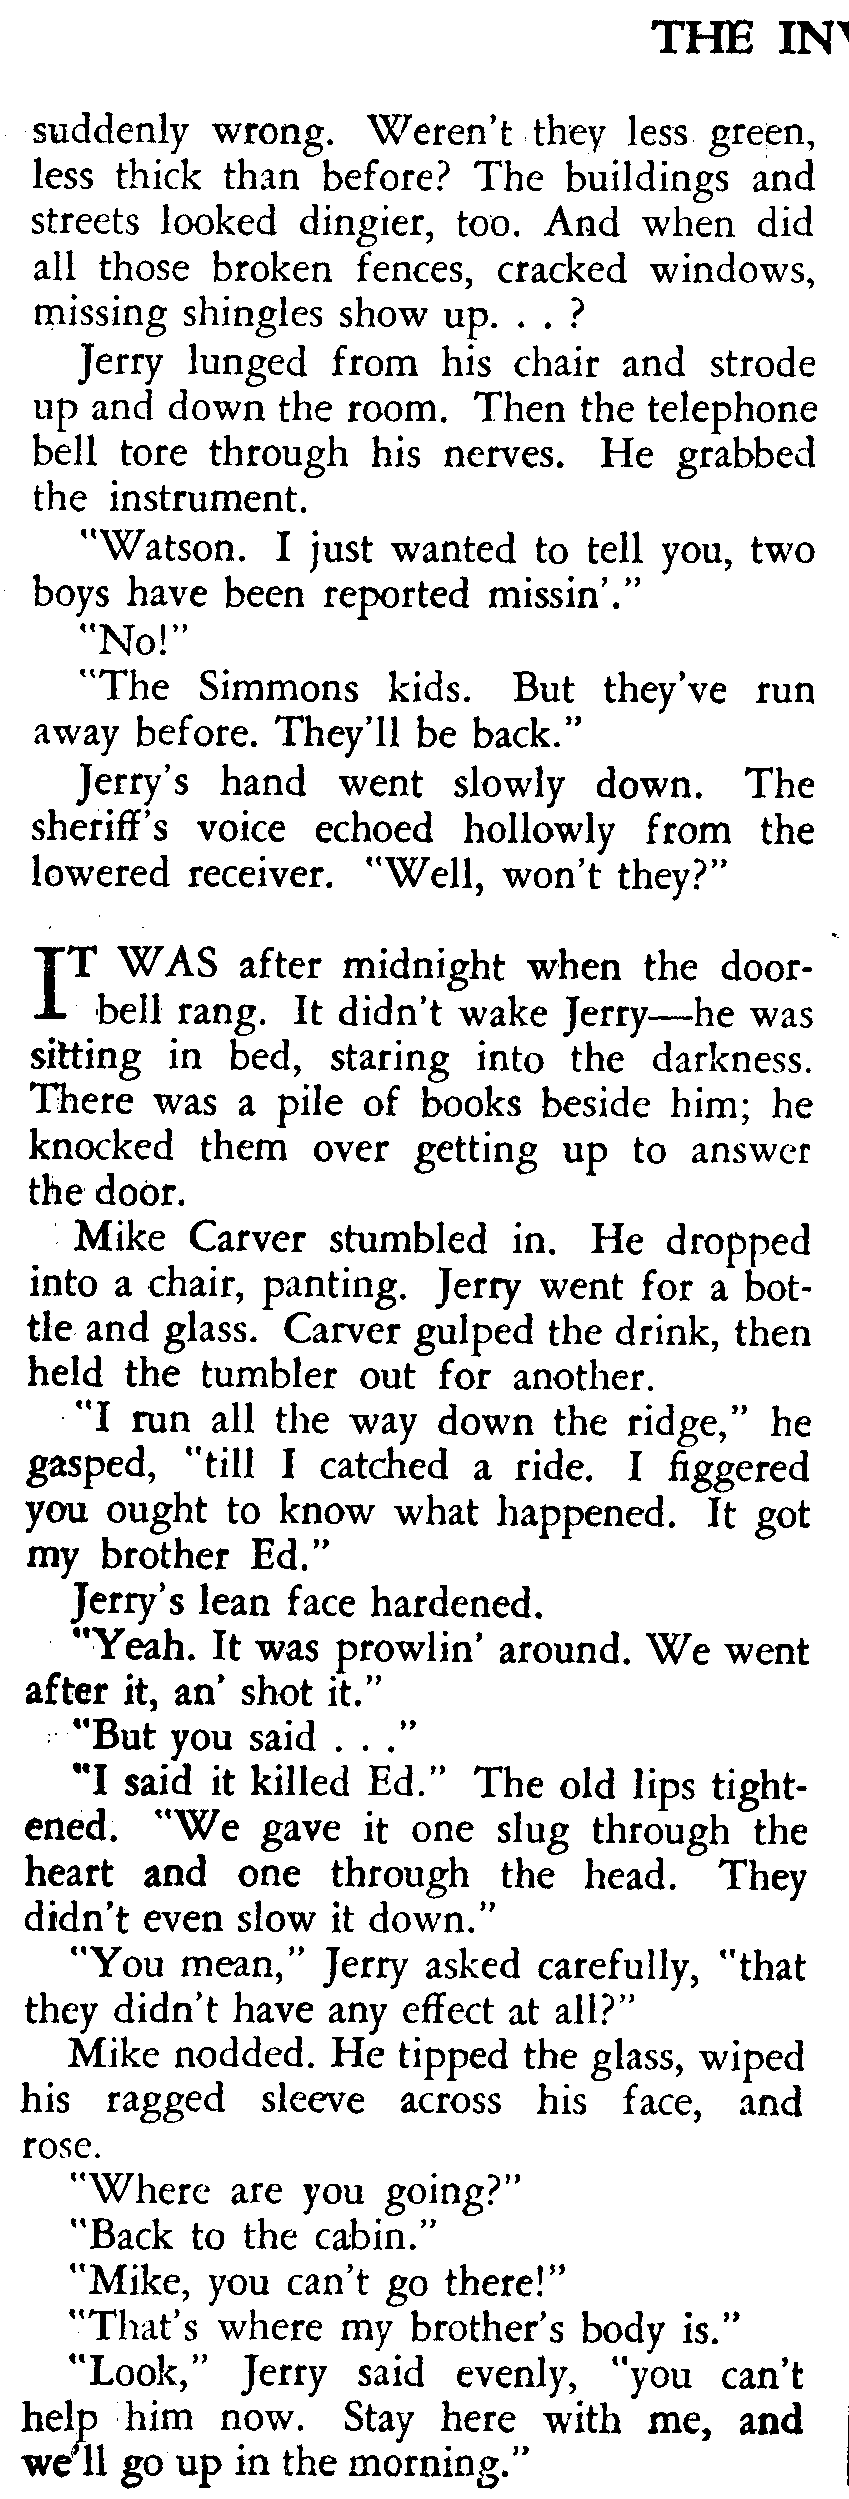 THE INV
suddenly wrong. Weren't they less green,
less thick than before? The buildings and
streets looked dingier, too. And when did
all those broken fences, cracked windows,
missing shingles show up. . . ?
Jerry lunged from his chair and strode
up and down the room. Then the telephone
bell tore through his nerves. He grabbed
the instrument.
"Watson. I just wanted to tell you, two
boys have been reported missin'."
"No!"
"The Simmons kids. But they've run
away before. They'll be back."
Jerry's hand went slowly down. The
sheriff's voice echoed hollowly from the
lowered receiver. "Well, won't they?"
IT WAS after midnight when the door-
bell rang. It didn't wake Jerry—he was
sitting in bed, staring into the darkness.
There was a pile of books beside him; he
knocked them over getting up to answer
the door.
Mike Carver stumbled in. He dropped
into a chair, panting. Jerry went for a bot-
tle and glass. Carver gulped the drink, then
held the tumbler out for another.
"I run all the way down the ridge," he
gasped, "till I catched a ride. I figgered
you ought to know what happened. It got
my brother Ed."
Jerry's lean face hardened.
"Yeah. It was prowlin' around. We went
after it, an' shot it."
"But you said . . ."
"I said it killed Ed." The old lips tight-
ened. "We gave it one slug through the
heart and one through the head. They
didn't even slow it down."
"You mean," Jerry asked carefully, "that
they didn't have any effect at all?"
Mike nodded. He tipped the glass, wiped
his ragged sleeve across his face, and
rose.
"Where are you going?"
"Back to the cabin."
"Mike, you can't go there!"
"That's where my brother's body is."
"Look," Jerry said evenly, "you can't
help him now. Stay here with me, and
we'll go up in the morning."